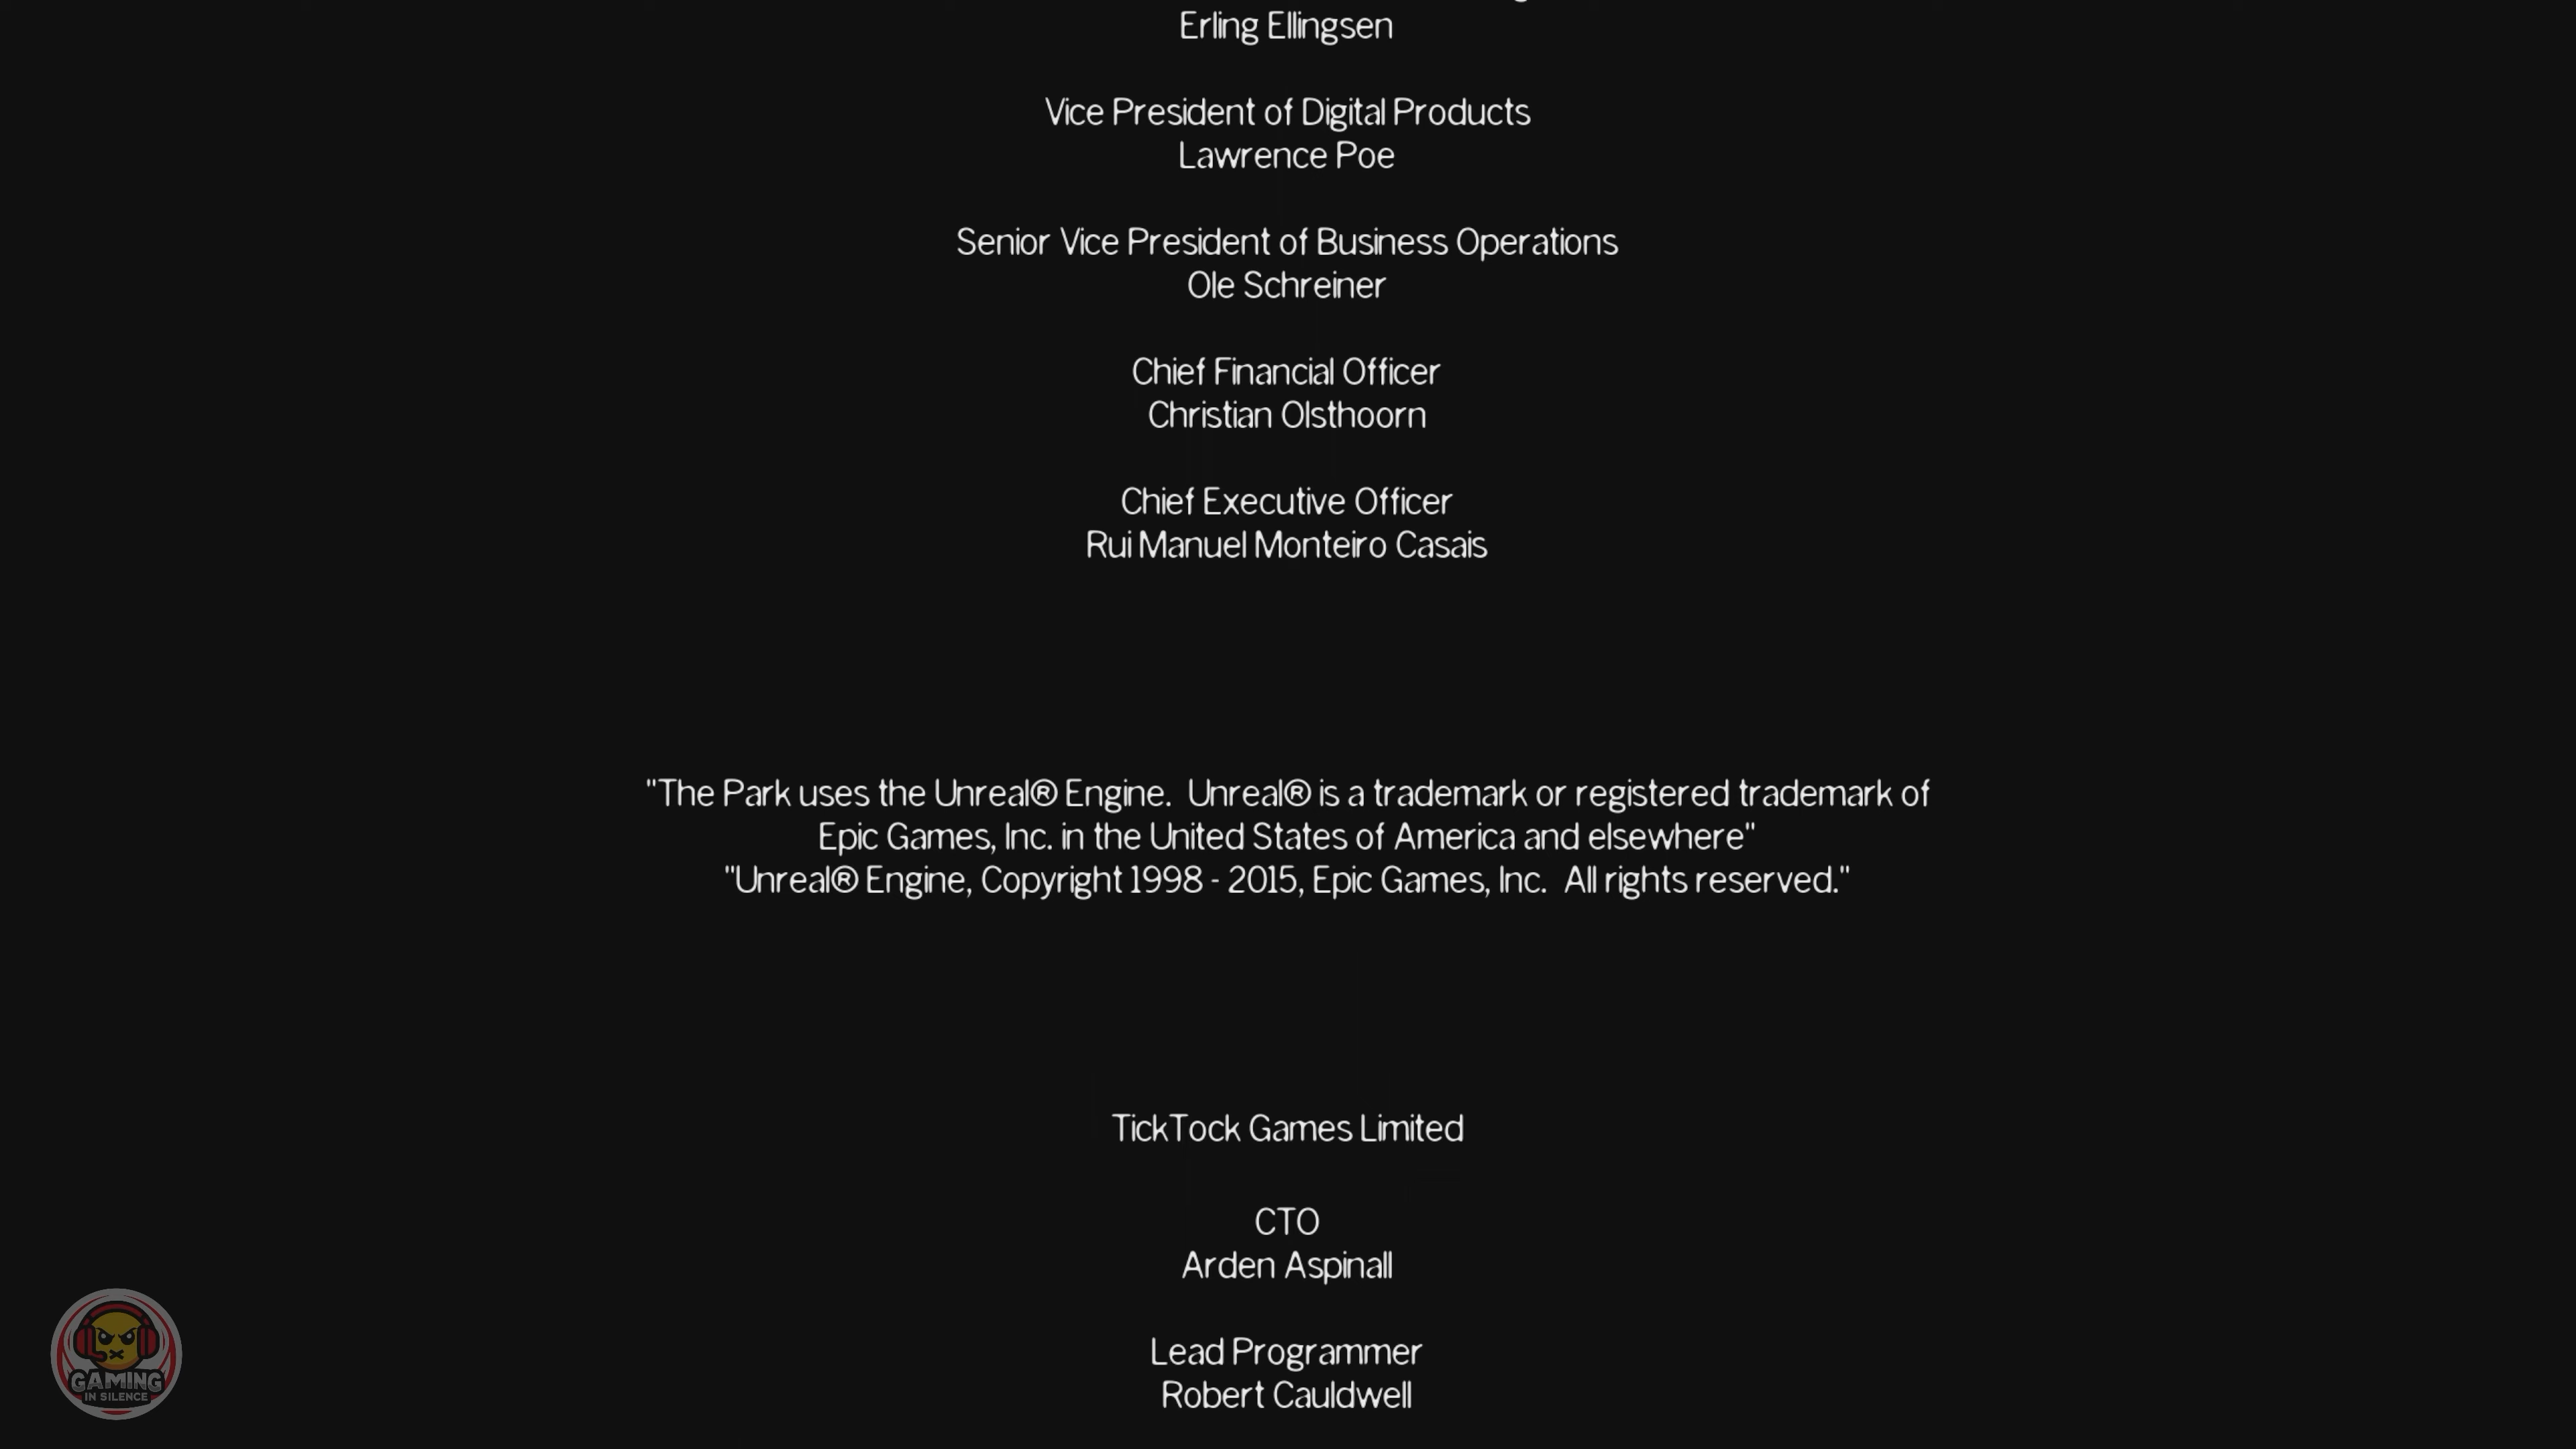 Erling Ellingsen
Vice President of Digital Products
Lawrence Poe
Senior Vice President of Business Operations
Ole Schreiner
Chief Financial Officer
Christian Olsthoorn
Chief Executive Officer
Rui Manuel Monteiro Casais
"The Park uses the Unreal® Engine.  Unreal® is a trademark or registered trademark of
Epic Games, Inc. in the United States of America and elsewhere"
"Unreal® Engine, Copyright 1998 - 2015, Epic Games, Inc.  All rights reserved."
TickTock Games Limited
CTO
Arden Aspinall
Lead Programmer
Robert Cauldwell
GAMING
IN SILENCE